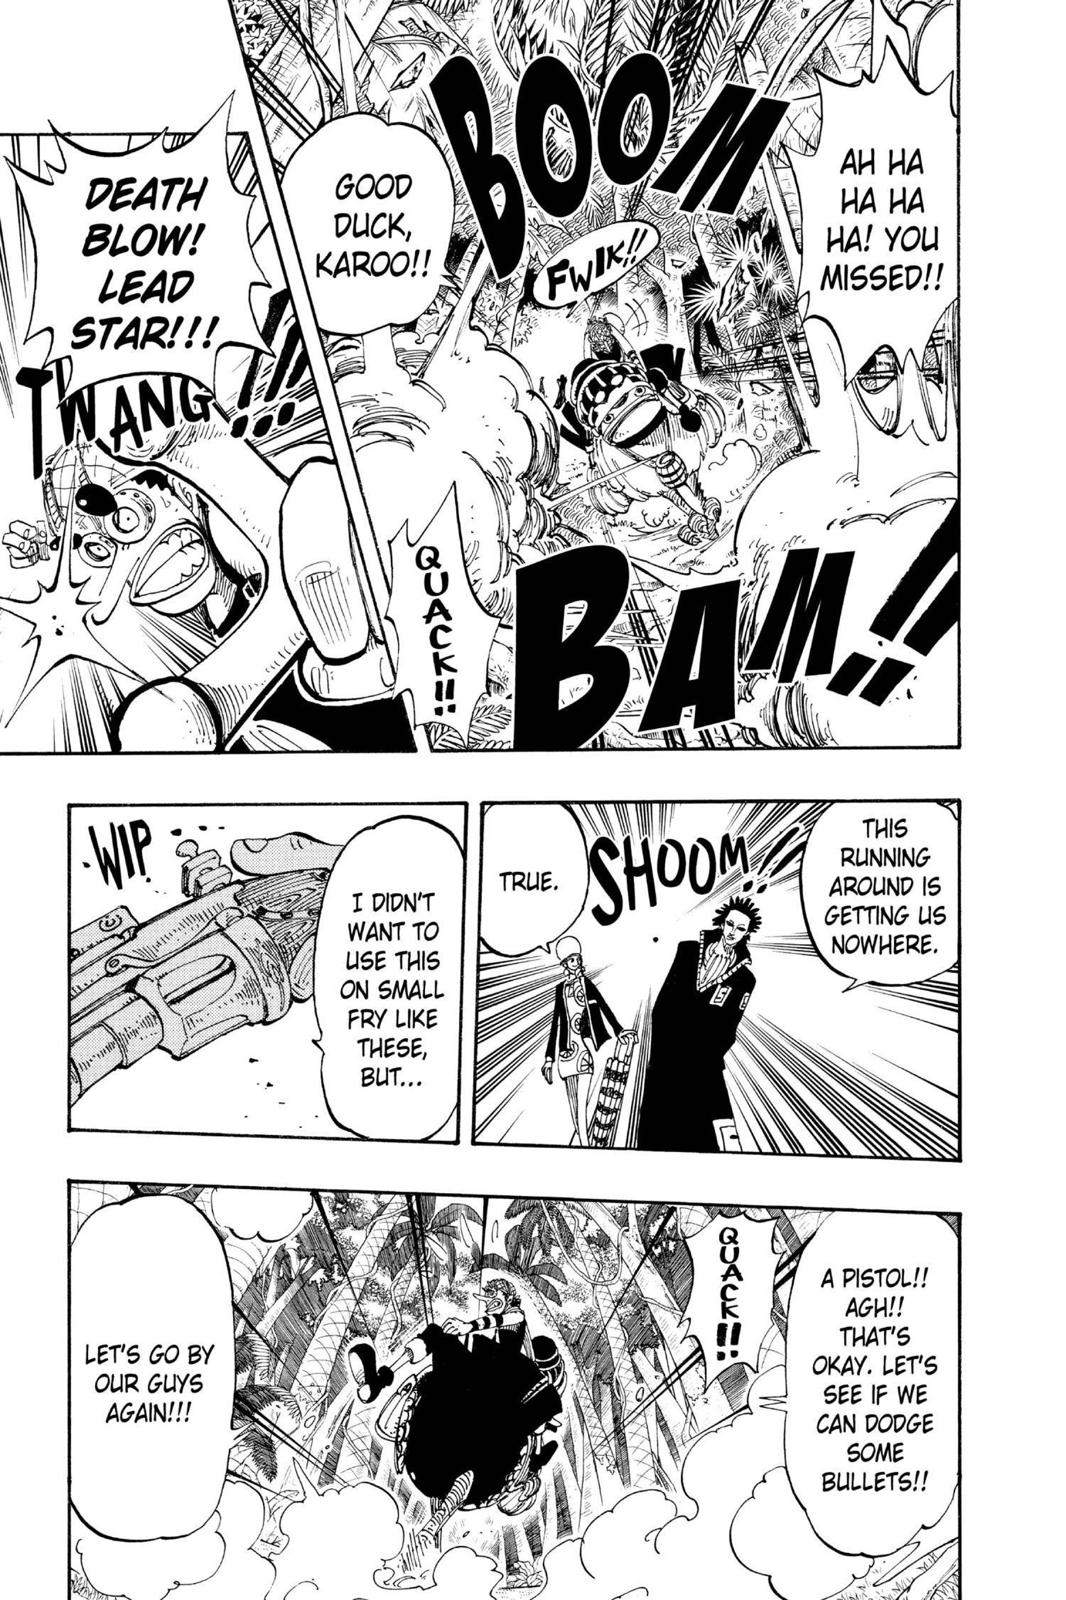 AH HA
HA HA
HA! YOU
MISSED!!
BOOM
FWIK!!
GOOD
DUCK,
KAROO!!
QUACK!!
BAM!!
DEATH
BLOW!
LEAD
STAR!!!
TWANG!!!
THIS
RUNNING
AROUND IS
GETTING US
NOWHERE.
SHOOM!!
TRUE.
I DIDN'T
WANT TO
USE THIS
ON SMALL
FRY LIKE
THESE,
BUT...
WIP
A PISTOL!!
AGH!!
THAT'S
OKAY. LET'S
SEE IF WE
CAN DODGE
SOME
BULLETS!!
QUACK!!
LET'S GO BY
OUR GUYS
AGAIN!!!